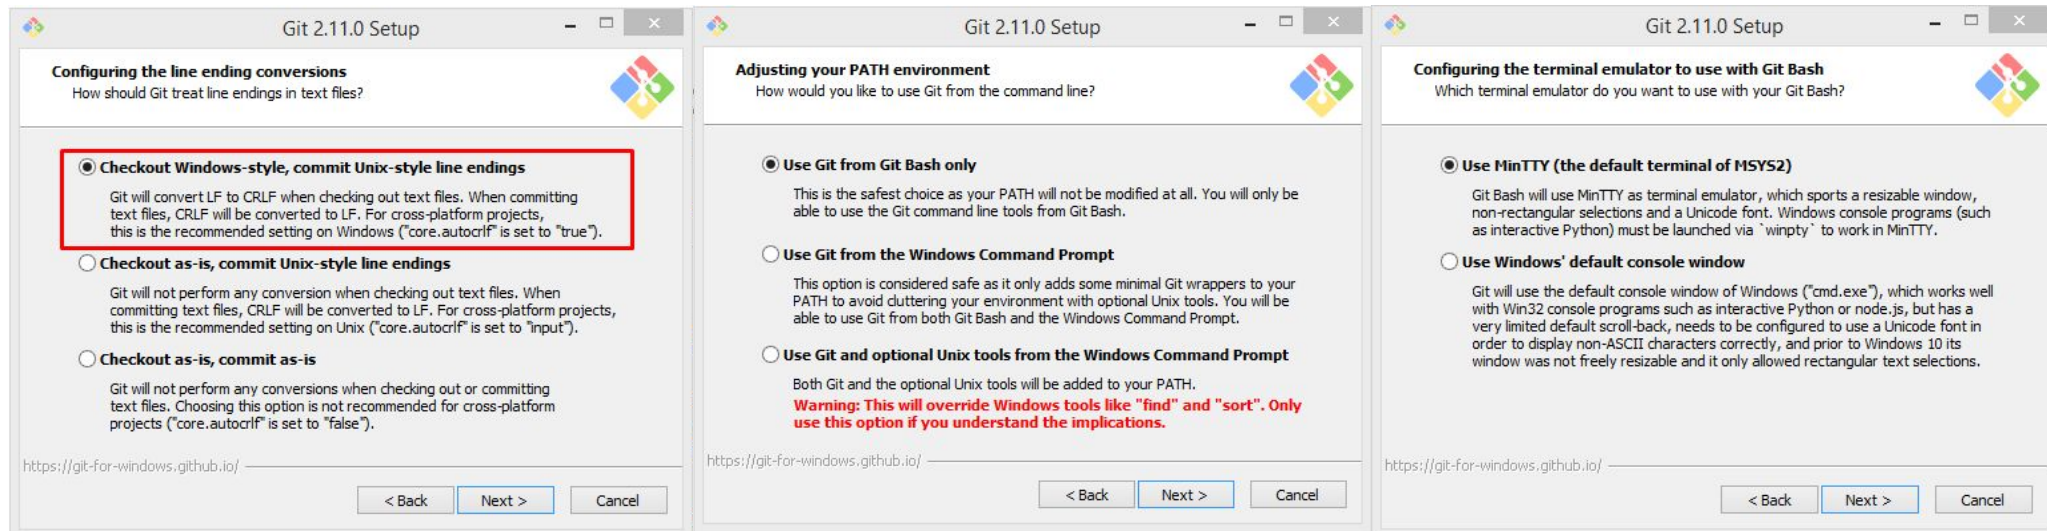 Git 2.11.0 Setup
Configuring the line ending conversions
How should Git treat line endings in text files?
Checkout Windows-style, commit Unix-style line endings
Git will convert LF to CRLF when checking out text files. When committing
text files, CRLF will be converted to LF. For cross-platform projects,
this is the recommended setting on Windows ("core.autocrlf" is set to "true").
Checkout as-is, commit Unix-style line endings
Git will not perform any conversion when checking out text files. When
committing text files, CRLF will be converted to LF. For cross-platform projects,
this is the recommended setting on Unix ("core.autocrlf" is set to "input").
Checkout as-is, commit as-is
Git will not perform any conversions when checking out or committing
text files. Choosing this option is not recommended for cross-platform
projects ("core.autocrlf" is set to "false").
https://git-for-windows.github.io/
< Back Next > Cancel
Git 2.11.0 Setup
Adjusting your PATH environment
How would you like to use Git from the command line?
Use Git from Git Bash only
This is the safest choice as your PATH will not be modified at all. You will only be
able to use the Git command line tools from Git Bash.
Use Git from the Windows Command Prompt
This option is considered safe as it only adds some minimal Git wrappers to your
PATH to avoid cluttering your environment with optional Unix tools. You will be
able to use Git from both Git Bash and the Windows Command Prompt.
Use Git and optional Unix tools from the Windows Command Prompt
Both Git and the optional Unix tools will be added to your PATH.
Warning: This will override Windows tools like "find" and "sort". Only
use this option if you understand the implications.
https://git-for-windows.github.io/
< Back Next > Cancel
Git 2.11.0 Setup
Configuring the terminal emulator to use with Git Bash
Which terminal emulator do you want to use with your Git Bash?
Use MinTTY (the default terminal of MSYS2)
Git Bash will use MinTTY as terminal emulator, which sports a resizable window,
non-rectangular selections and a Unicode font. Windows console programs (such
as interactive Python) must be launched via `winpty` to work in MinTTY.
Use Windows' default console window
Git will use the default console window of Windows ("cmd.exe"), which works well
with Win32 console programs such as interactive Python or node.js, but has a
very limited default scroll-back, needs to be configured to use a Unicode font in
order to display non-ASCII characters correctly, and prior to Windows 10 its
window was not freely resizable and it only allowed rectangular text selections.
https://git-for-windows.github.io/
< Back Next > Cancel